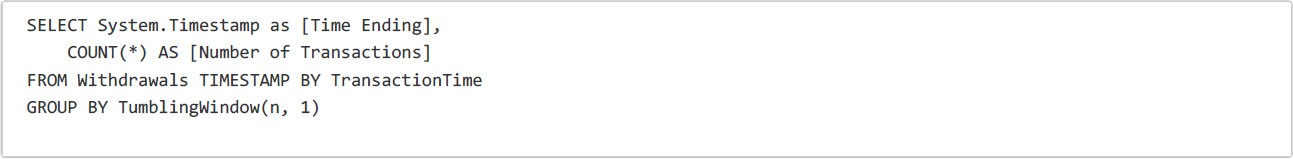 SELECT System.Timestamp as [Time Ending],
    COUNT(*) AS [Number of Transactions]
FROM Withdrawals TIMESTAMP BY TransactionTime
GROUP BY TumblingWindow(n, 1)